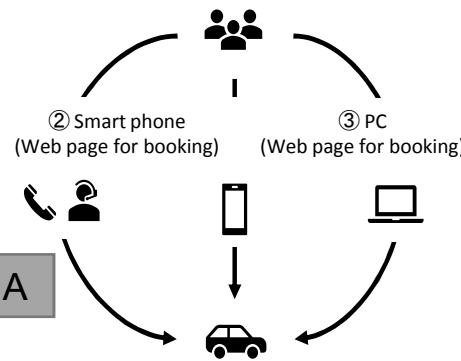 ② Smart phone
(Web page for booking)
③ PC
(Web page for booking)
A